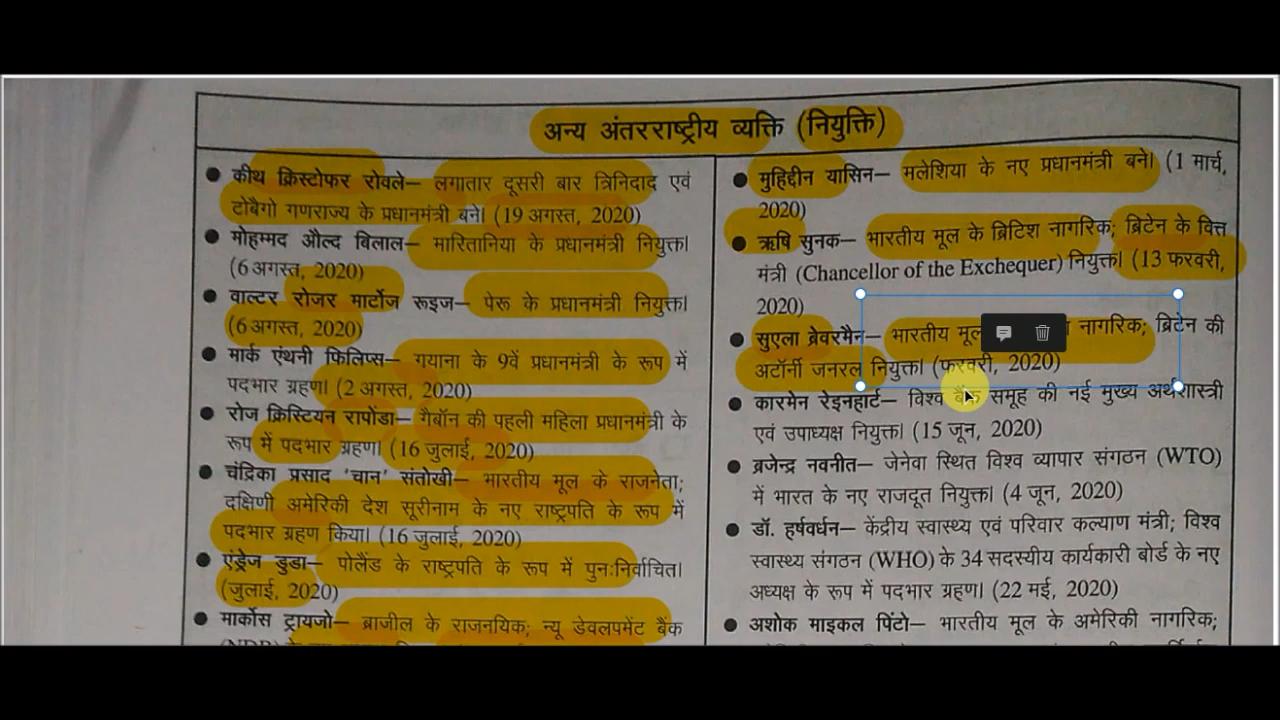 अन्य अंतरराष्ट्रीय व्यक्ति (नियुक्ति)
कीथ क्रिस्टोफर रोवले– लगातार दूसरी बार त्रिनिदाद एवं
टोबैगो गणराज्य के प्रधानमंत्री बने। (19 अगस्त, 2020)
मोहम्मद औल्द बिलाल– मारितानिया के प्रधानमंत्री नियुक्त।
(6 अगस्त, 2020)
वाल्टर रोजर मार्टोज रूइज– पेरू के प्रधानमंत्री नियुक्त।
(6 अगस्त, 2020)
मार्क एंथनी फिलिप्स– गयाना के 9वें प्रधानमंत्री के रूप में
पदभार ग्रहण। (2 अगस्त, 2020)
रोज क्रिस्टियन रापोंडा– गैबॉन की पहली महिला प्रधानमंत्री के
रूप में पदभार ग्रहण। (16 जुलाई, 2020)
चंद्रिका प्रसाद 'चान' संतोखी– भारतीय मूल के राजनेता;
दक्षिणी अमेरिकी देश सूरीनाम के नए राष्ट्रपति के रूप में
पदभार ग्रहण किया। (16 जुलाई, 2020)
एंड्रेज डुडा– पोलैंड के राष्ट्रपति के रूप में पुनःनिर्वाचित।
(जुलाई, 2020)
मार्कोस ट्रायजो– ब्राजील के राजनयिक; न्यू डेवलपमेंट बैंक
मुहिद्दीन यासिन– मलेशिया के नए प्रधानमंत्री बने। (1 मार्च,
2020)
ऋषि सुनक– भारतीय मूल के ब्रिटिश नागरिक; ब्रिटेन के वित्त
मंत्री (Chancellor of the Exchequer) नियुक्त। (13 फरवरी,
2020)
सुएला ब्रेवरमैन– भारतीय मूल नागरिक; ब्रिटेन की
अटॉर्नी जनरल नियुक्त। (फरवरी, 2020)
कारमेन रेइनहार्ट– विश्व बैंक समूह की नई मुख्य अर्थशास्त्री
एवं उपाध्यक्ष नियुक्त। (15 जून, 2020)
ब्रजेन्द्र नवनीत– जेनेवा स्थित विश्व व्यापार संगठन (WTO)
में भारत के नए राजदूत नियुक्त। (4 जून, 2020)
डॉ. हर्षवर्धन– केंद्रीय स्वास्थ्य एवं परिवार कल्याण मंत्री; विश्व
स्वास्थ्य संगठन (WHO) के 34 सदस्यीय कार्यकारी बोर्ड के नए
अध्यक्ष के रूप में पदभार ग्रहण। (22 मई, 2020)
अशोक माइकल पिंटो– भारतीय मूल के अमेरिकी नागरिक;